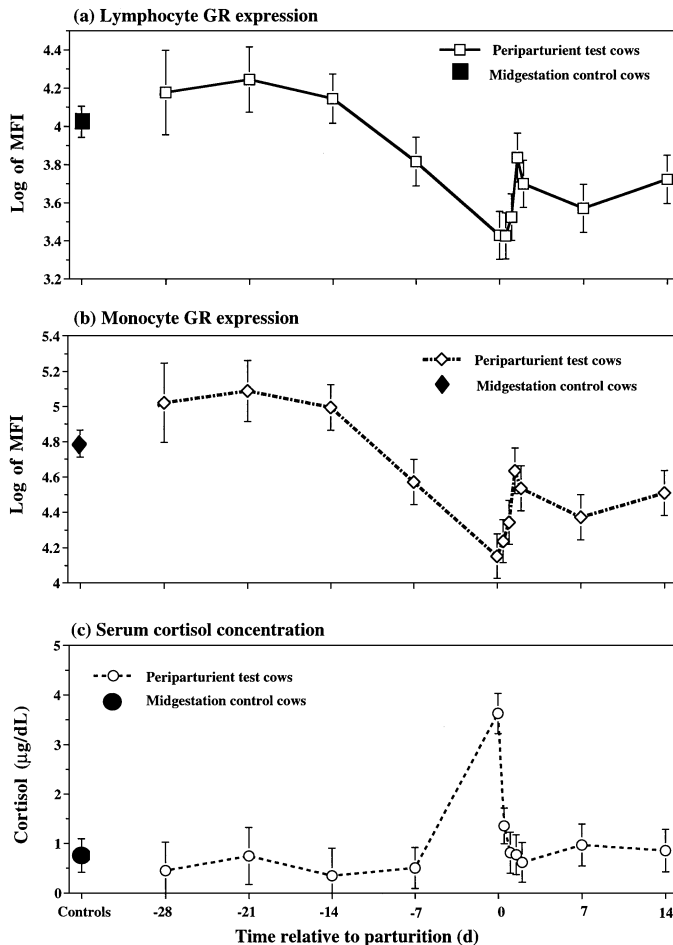 (a) Lymphocyte GR expression
4.4
4.2
4
3.8
3.6
3.4
3.2
Log of MFI
Periparturient test cows
Midgestation control cows
(b) Monocyte GR expression
5.4
5.2
5
4.8
4.6
4.4
4.2
4
Log of MFI
Periparturient test cows
Midgestation control cows
(c) Serum cortisol concentration
5
4
3
2
1
0
Cortisol (μg/dL)
Periparturient test cows
Midgestation control cows
Controls -28 -21 -14 -7 0 7 14
Time relative to parturition (d)